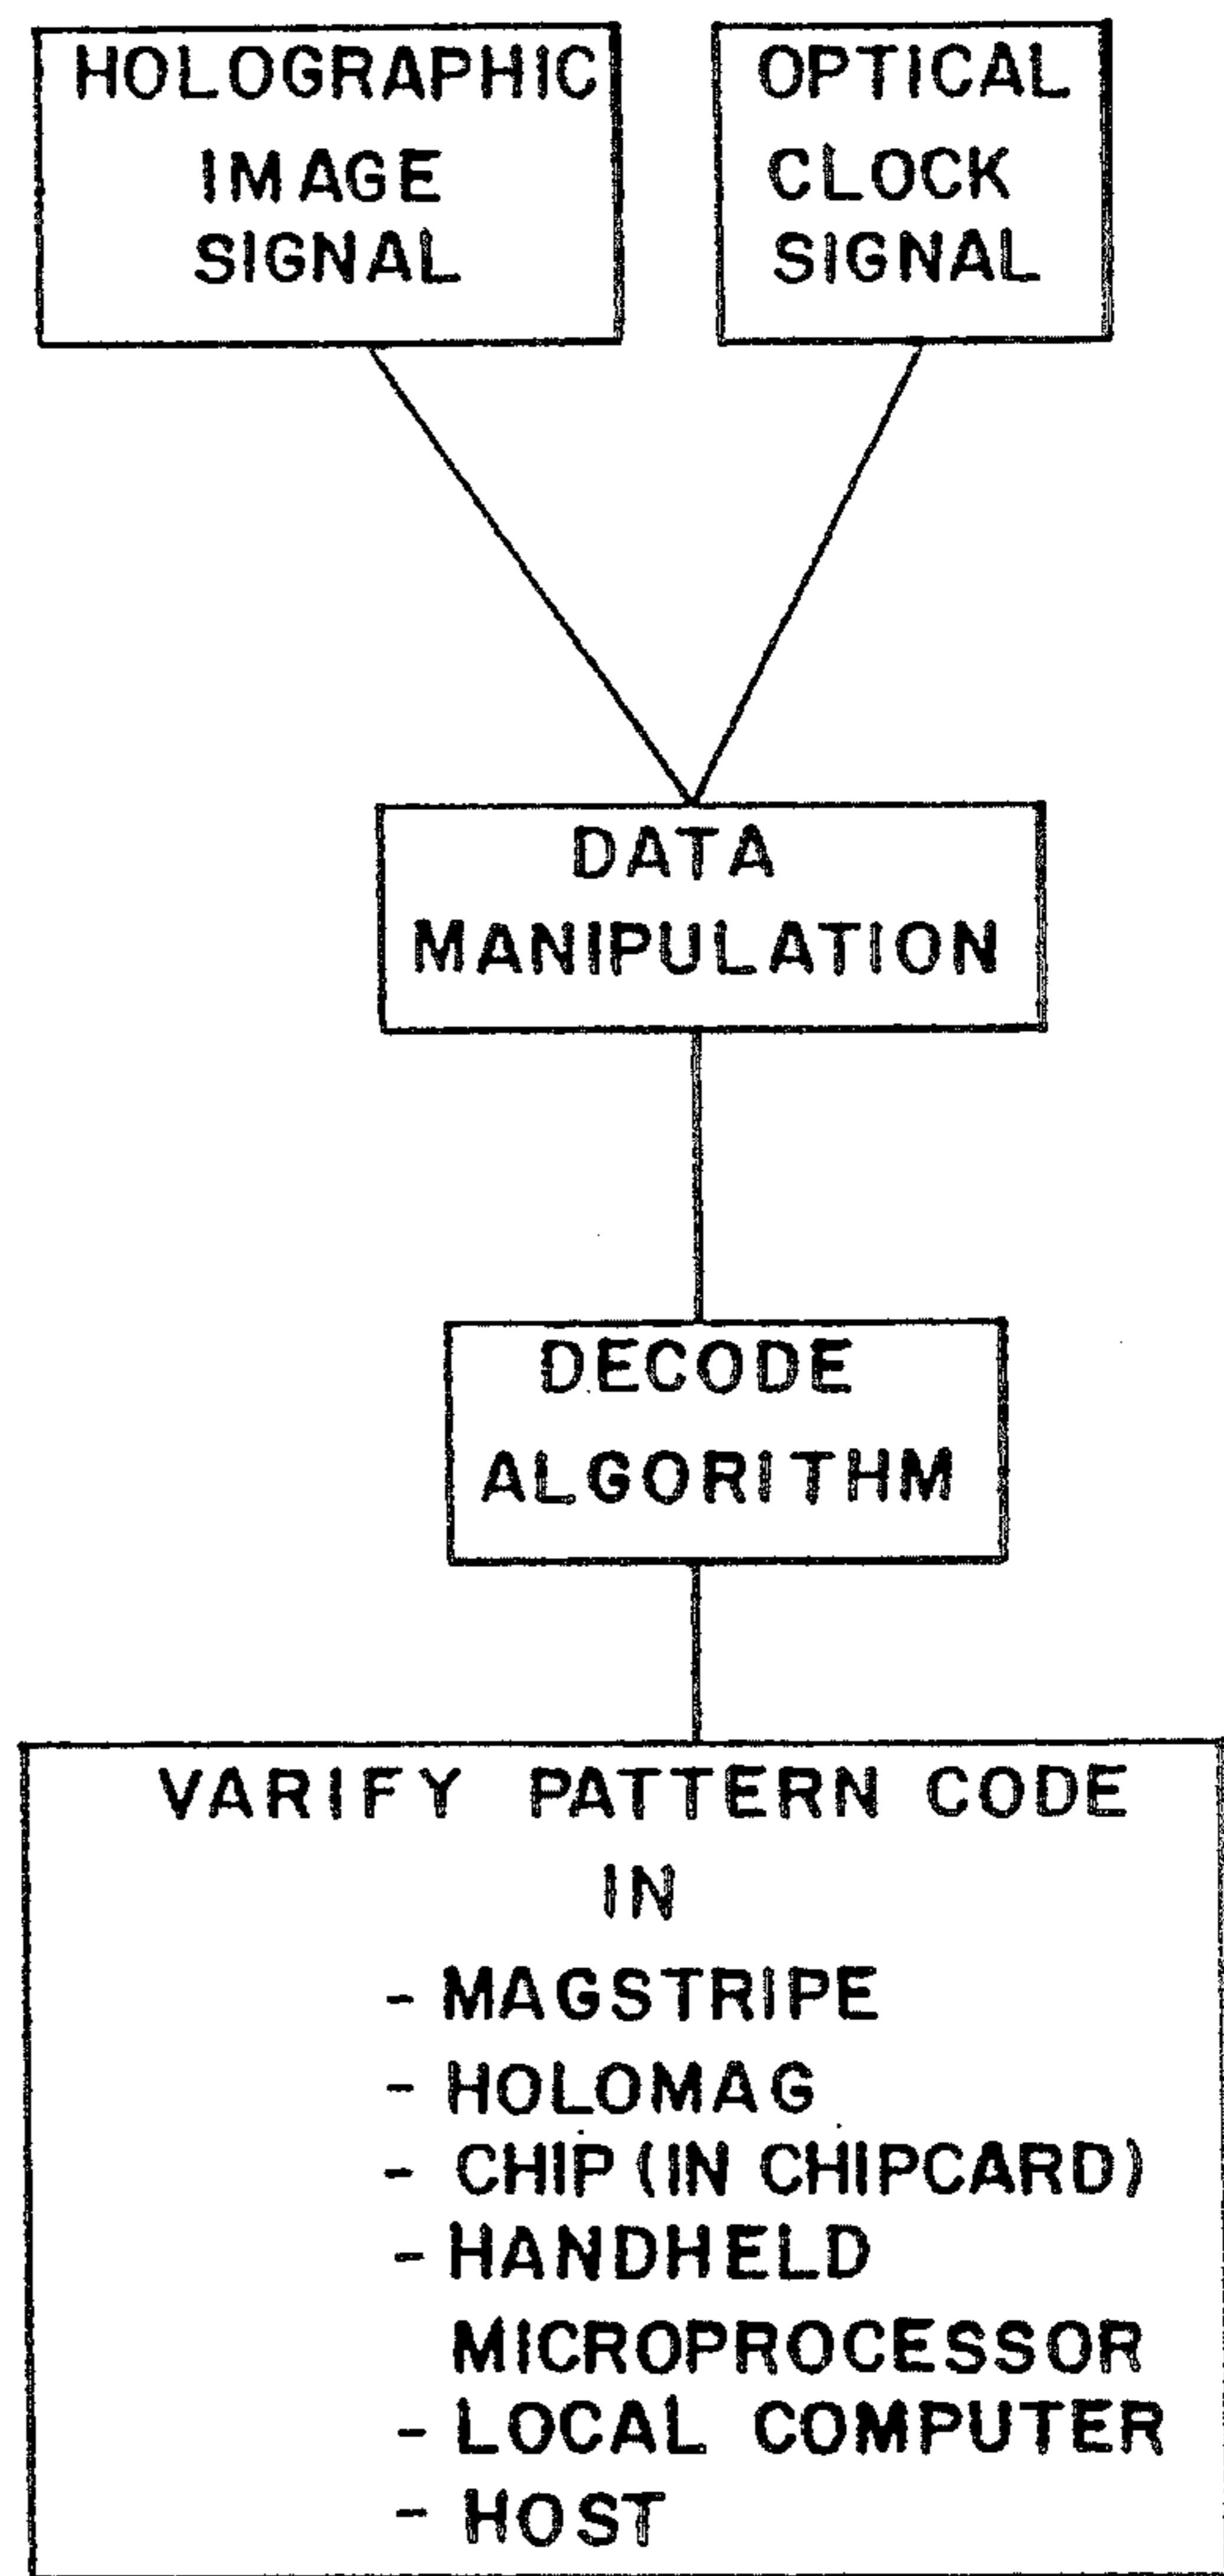 HOLOGRAPHIC
IMAGE
SIGNAL
OPTICAL
CLOCK
SIGNAL
DATA
MANIPULATION
DECODE
ALGORITHM
VARIFY PATTERN CODE
IN
- MAGSTRIPE
- HOLOMAG
- CHIP (IN CHIPCARD)
- HANDHELD
MICROPROCESSOR
- LOCAL COMPUTER
- HOST